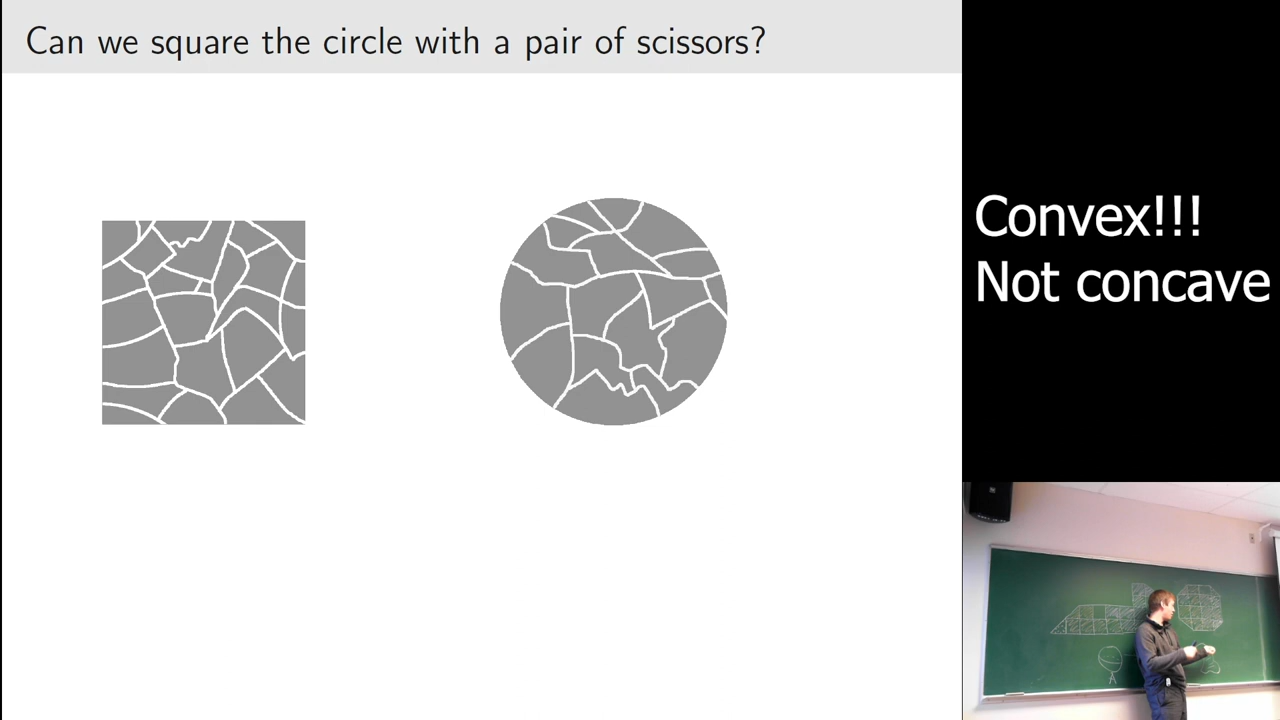 Can we square the circle with a pair of scissors?
Convex!!!
Not concave
A